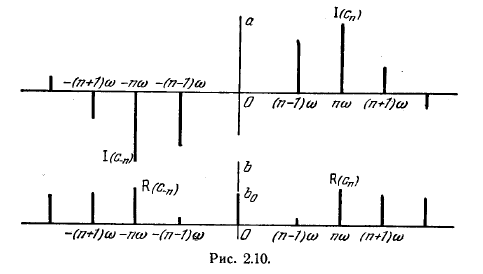 a
I(Cₙ)
−(n+1)ω −nω −(n−1)ω 0 (n−1)ω nω (n+1)ω
I(C₋ₙ)
b
R(C₋ₙ) b₀ R(Cₙ)
−(n+1)ω −nω −(n−1)ω 0 (n−1)ω nω (n+1)ω
Рис. 2.10.